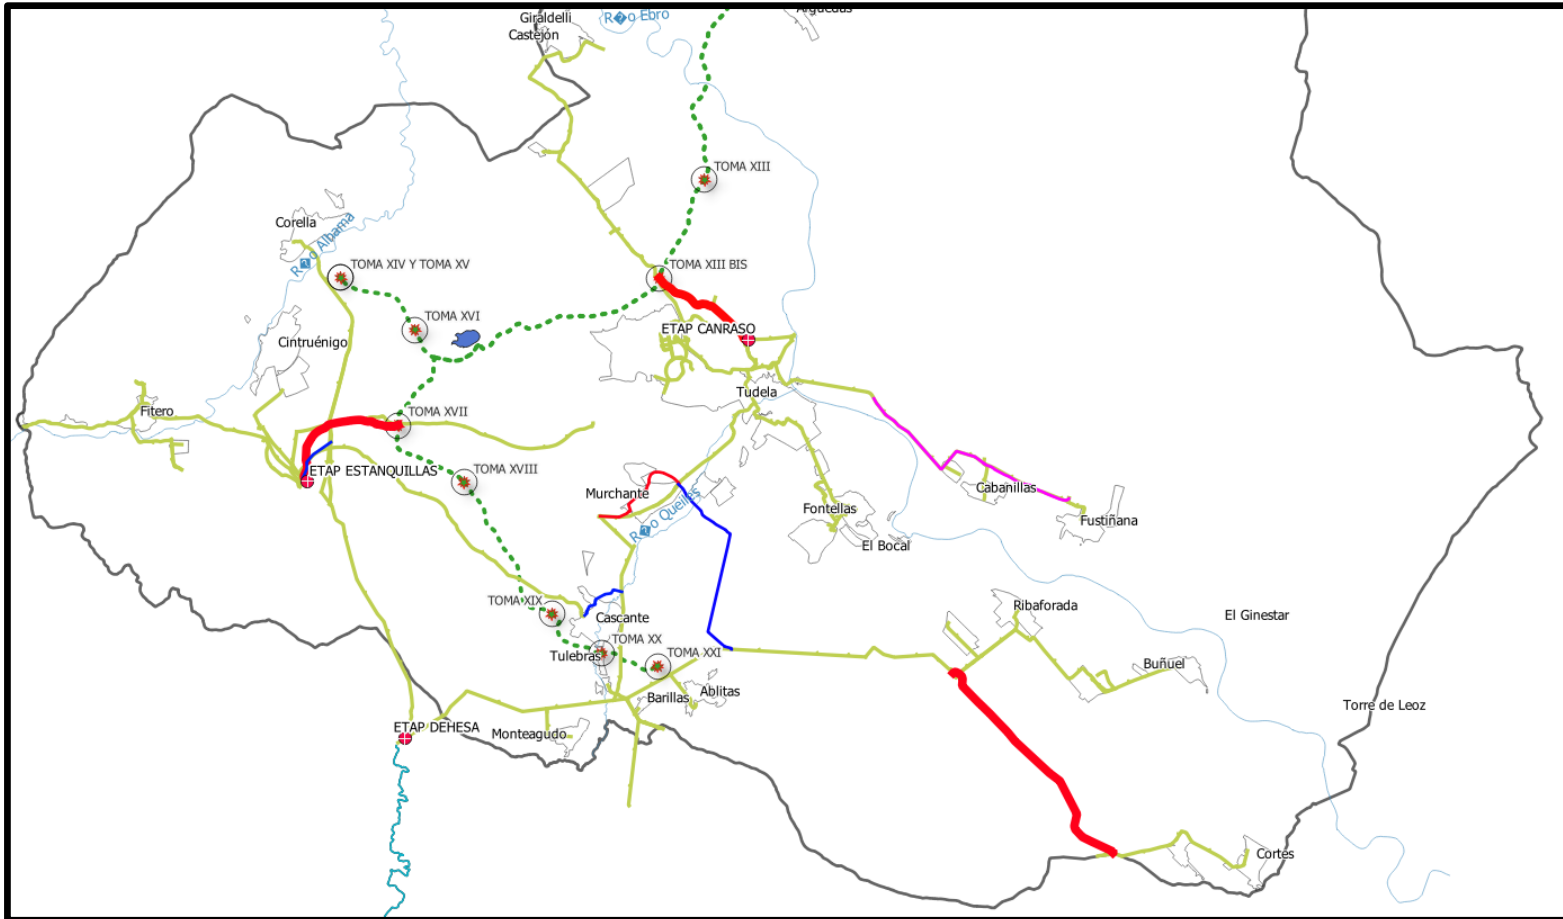 Arguedas
Giraldelli
R�o Ebro
Castejón
TOMA XIII
Corella
R�o Alhama
TOMA XIV Y TOMA XV
TOMA XIII BIS
TOMA XVI
ETAP CANRASO
Cintruénigo
Tudela
Fitero
TOMA XVII
ETAP ESTANQUILLAS
TOMA XVIII
Murchante
R�o Queiles
Cabanillas
Fontellas
Fustiñana
El Bocal
TOMA XIX
Ribaforada
Cascante
El Ginestar
TOMA XX
Tulebras
TOMA XXI
Buñuel
Barillas
Ablitas
Torre de Leoz
ETAP DEHESA
Monteagudo
Cortes